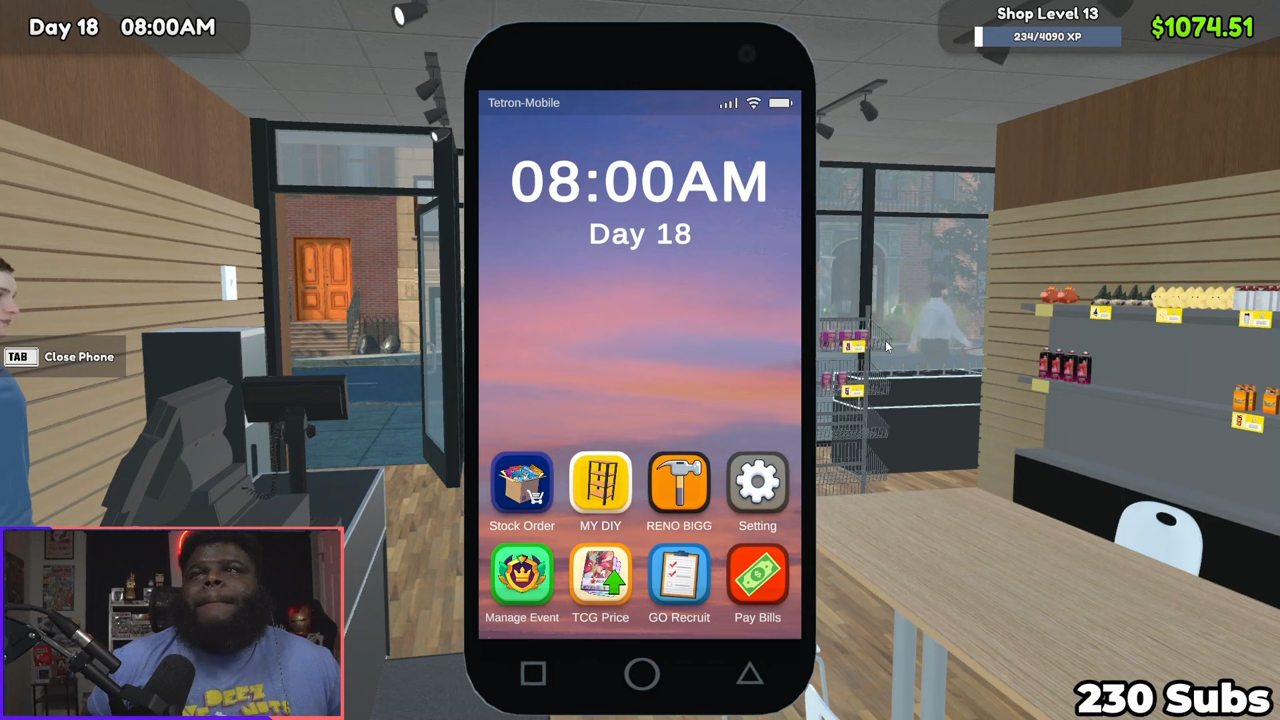 Day 18 08:00AM
Shop Level 13
234/4090 XP
$1074.51
Tetron-Mobile
08:00AM
Day 18
TAB Close Phone
Stock Order MY DIY RENO BIGG Setting
Manage Event TCG Price GO Recruit Pay Bills
230 Subs